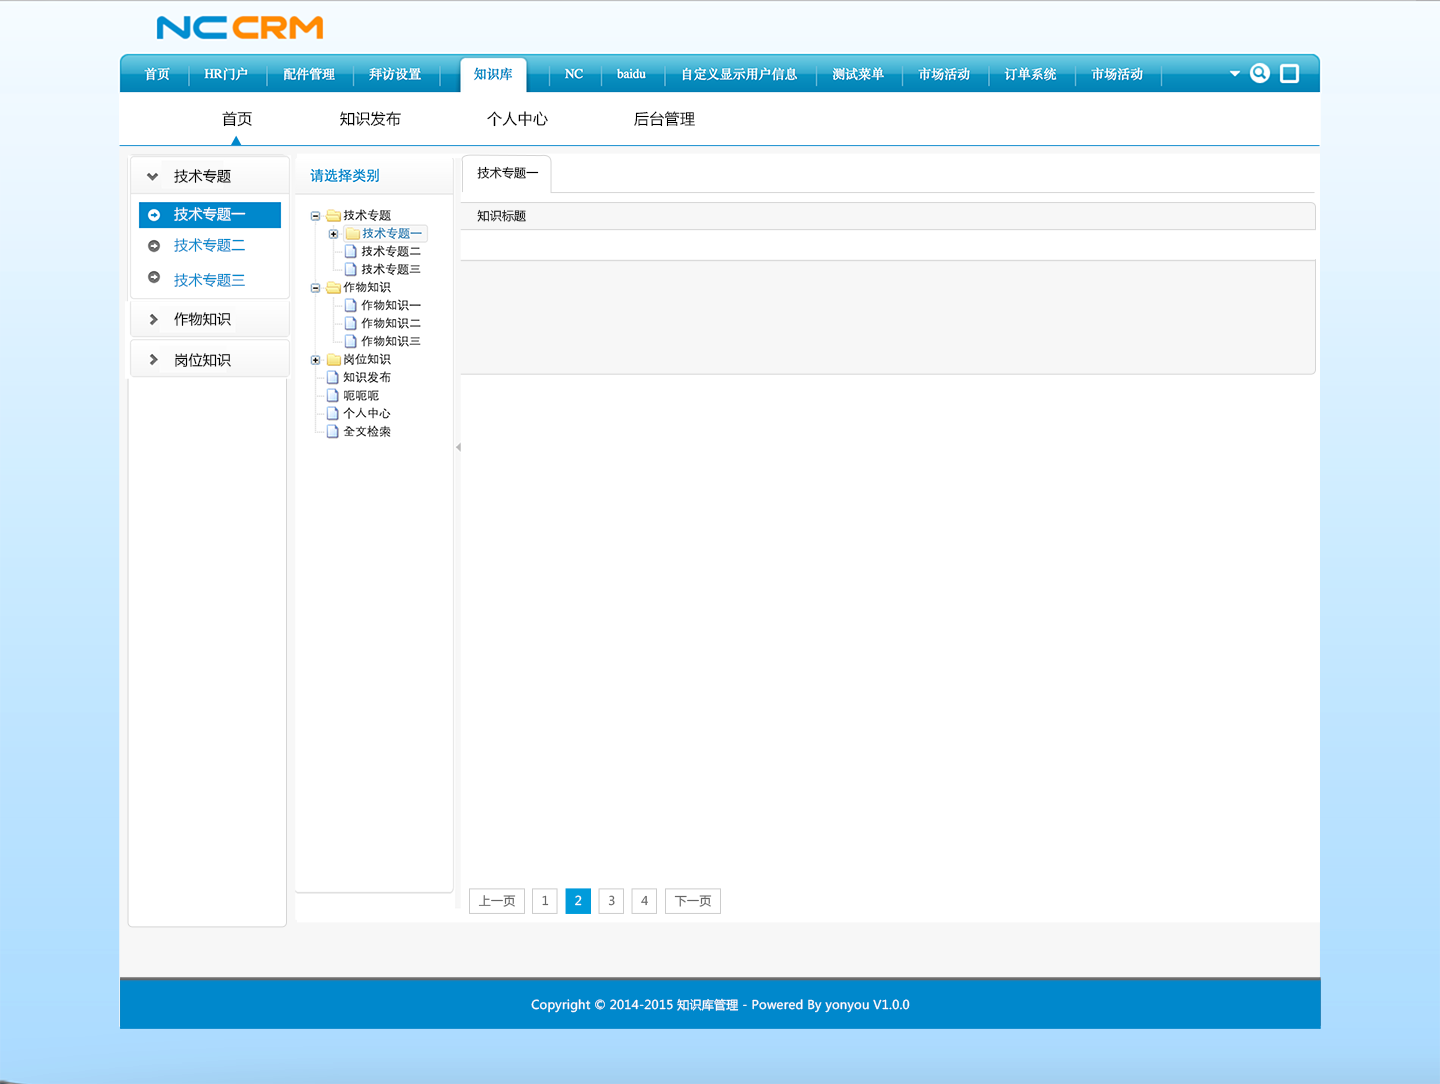 NC CRM
首页 HR门户 配件管理 拜访设置 知识库 NC baidu 自定义显示用户信息 测试菜单 市场活动 订单系统 市场活动
首页 知识发布 个人中心 后台管理
技术专题
技术专题一
技术专题二
技术专题三
作物知识
岗位知识
请选择类别
技术专题
技术专题一
技术专题二
技术专题三
作物知识
作物知识一
作物知识二
作物知识三
岗位知识
知识发布
呃呃呃
个人中心
全文检索
技术专题一
知识标题
上一页 1 2 3 4 下一页
Copyright © 2014-2015 知识库管理 - Powered By yonyou V1.0.0